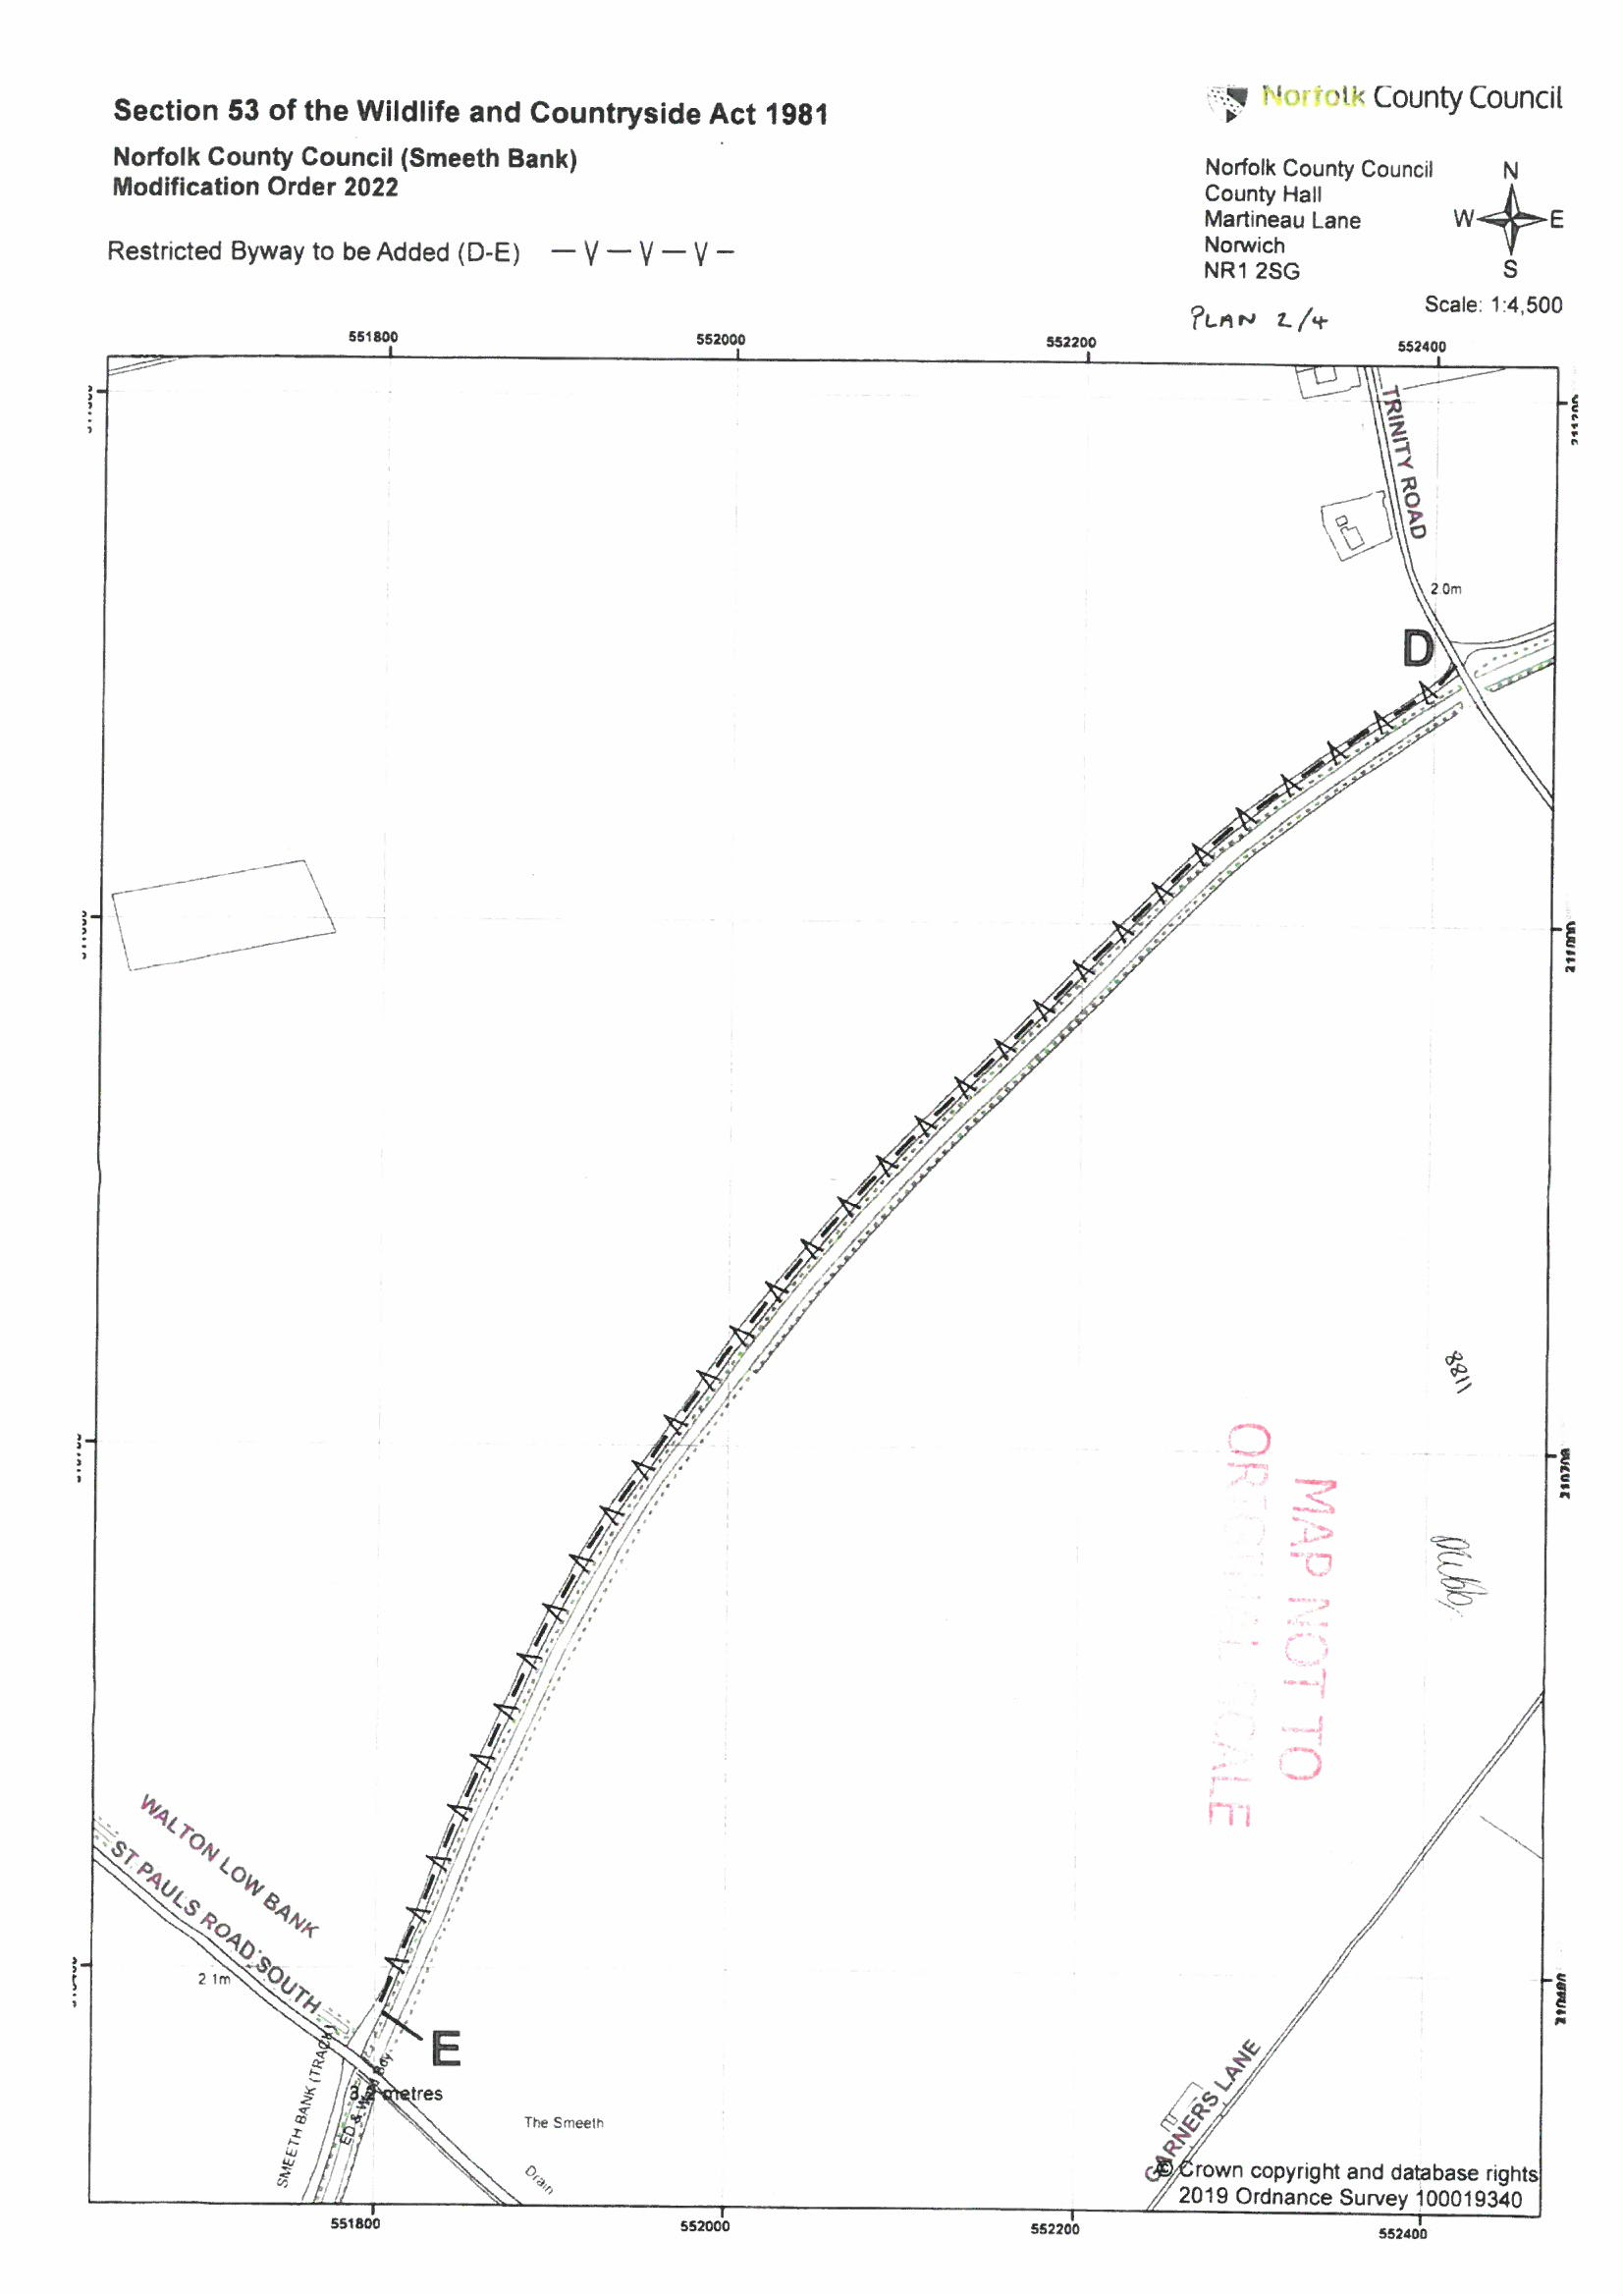 Section 53 of the Wildlife and Countryside Act 1981
Norfolk County Council (Smeeth Bank)
Modification Order 2022
Restricted Byway to be Added (D-E) — V — V — V –
Norfolk County Council
Norfolk County Council
County Hall
Martineau Lane
Norwich
NR1 2SG
N
W E
S
Scale: 1:4,500
PLAN 2/4
551800
552000
552200
552400
TRINITY ROAD
2.0m
D
1188
MAP NOT TO
ORIGINAL SCALE
WALTON LOW BANK
ST PAULS ROAD SOUTH
2.1m
E
SMEETH BANK (TRACK)
ED & Ward Bdy
metres
The Smeeth
Drain
GARNERS LANE
© Crown copyright and database rights
2019 Ordnance Survey 100019340
551800
552000
552200
552400